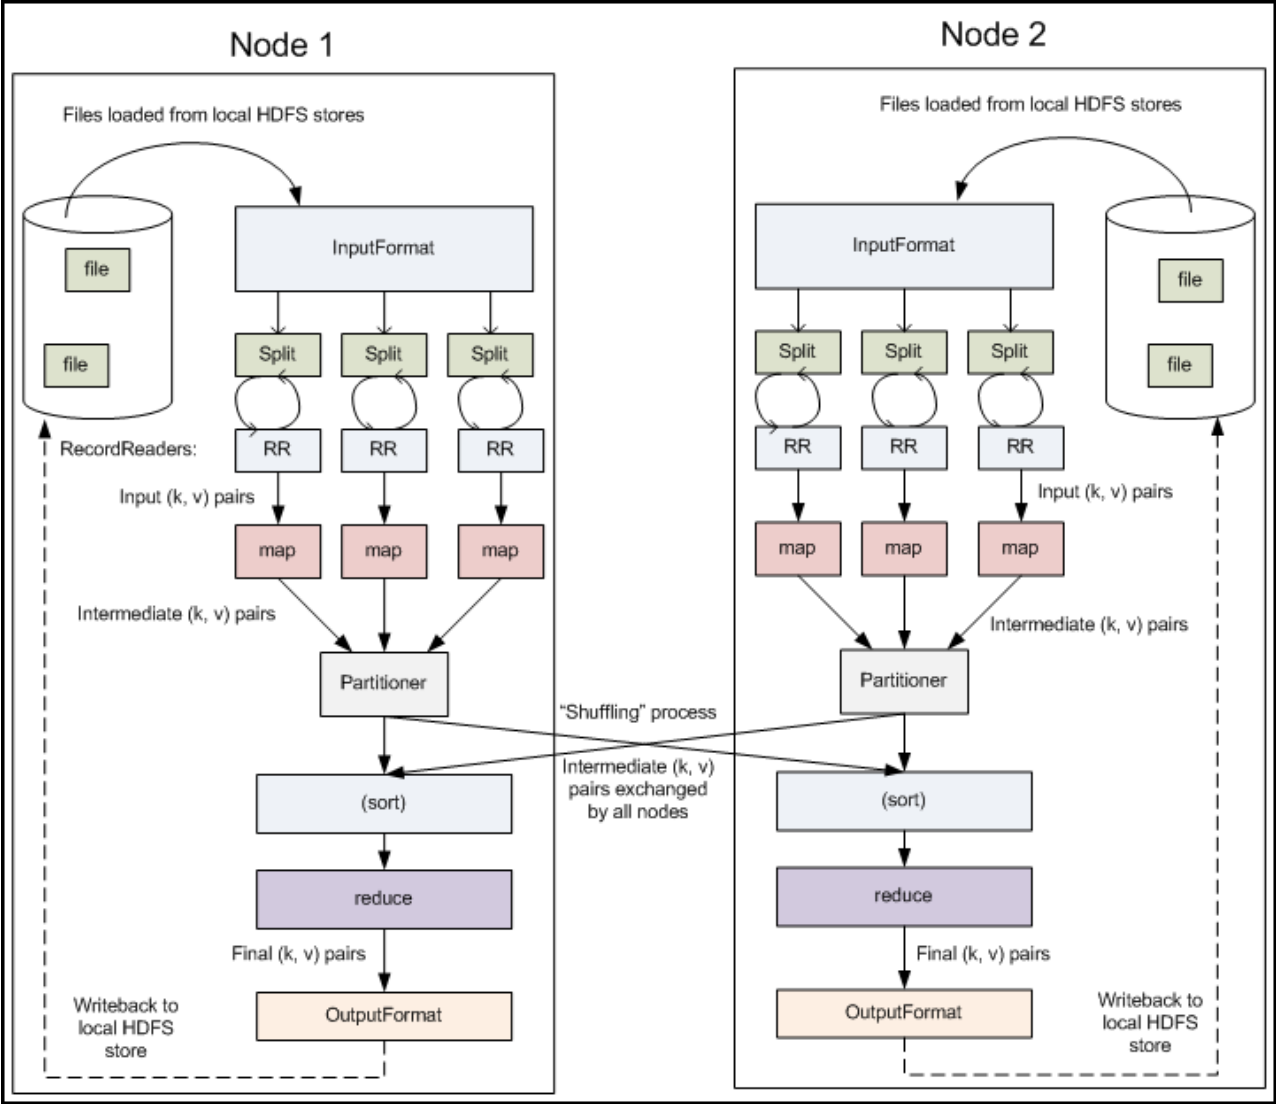 Node 1
Files loaded from local HDFS stores
InputFormat
file
file
Split
Split
Split
RecordReaders:
RR
RR
RR
Input (k, v) pairs
map
map
map
Intermediate (k, v) pairs
Partitioner
(sort)
reduce
Final (k, v) pairs
OutputFormat
Writeback to
local HDFS
store
“Shuffling” process
Intermediate (k, v)
pairs exchanged
by all nodes
Node 2
Files loaded from local HDFS stores
InputFormat
file
file
Split
Split
Split
RR
RR
RR
Input (k, v) pairs
map
map
map
Intermediate (k, v) pairs
Partitioner
(sort)
reduce
Final (k, v) pairs
OutputFormat
Writeback to
local HDFS
store